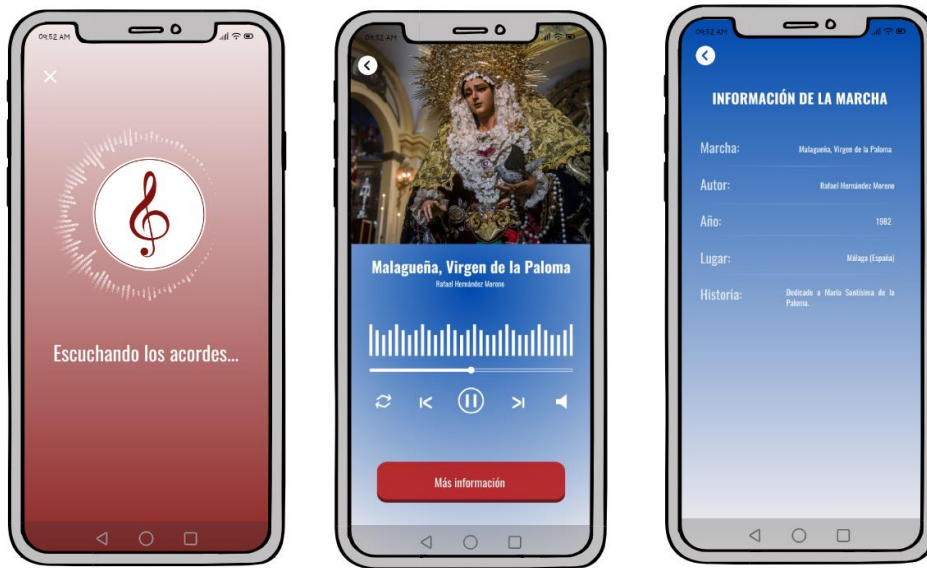 09:52 AM
Escuchando los acordes...
09:52 AM
Malagueña, Virgen de la Paloma
Rafael Hernández Moreno
Más información
09:52 AM
INFORMACIÓN DE LA MARCHA
Marcha: Malagueña, Virgen de la Paloma
Autor: Rafael Hernández Moreno
Año: 1982
Lugar: Málaga (España)
Historia: Dedicado a María Santísima de la
Paloma.